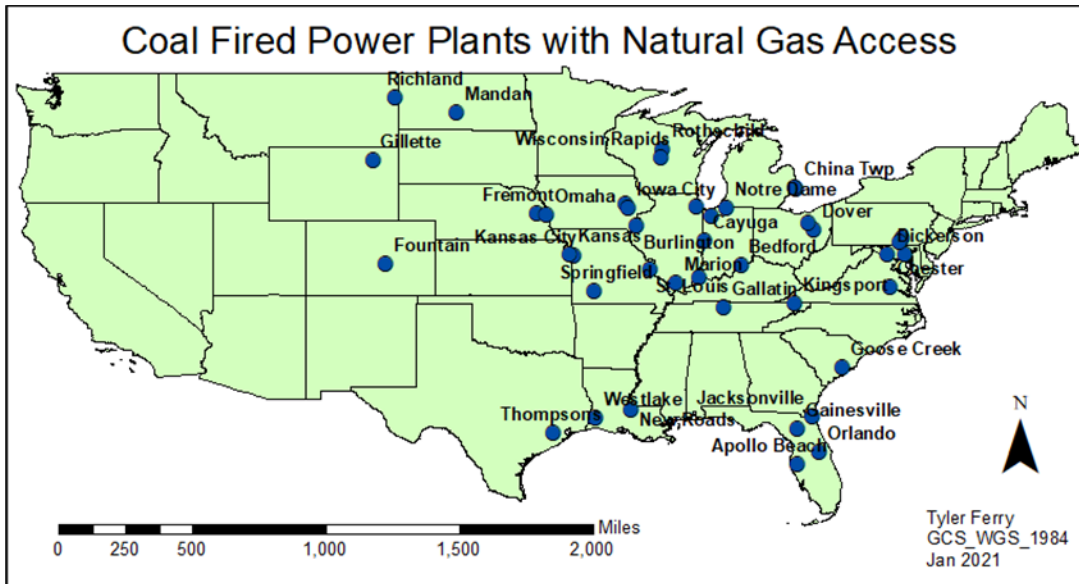 Coal Fired Power Plants with Natural Gas Access
Richland
Mandan
Gillette
Wisconsin Rapids
Rothschild
China Twp
Fremont
Omaha
Iowa City
Notre Dame
Cayuga
Dover
Fountain
Kansas City
Kansas
Burlington
Bedford
Dickerson
Chester
Springfield
Marion
St Louis
Gallatin
Kingsport
Goose Creek
Thompsons
Westlake
New Roads
Jacksonville
Gainesville
Orlando
Apollo Beach
N
Miles
0 250 500 1,000 1,500 2,000
Tyler Ferry
GCS_WGS_1984
Jan 2021